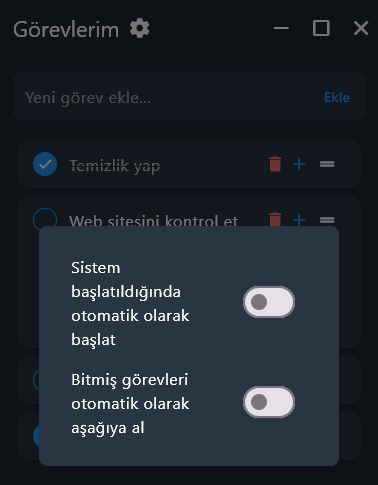 Görevlerim
Yeni görev ekle...
Ekle
Temizlik yap
Web sitesini kontrol et
Sistem
başlatıldığında
otomatik olarak
başlat
Bitmiş görevleri
otomatik olarak
aşağıya al